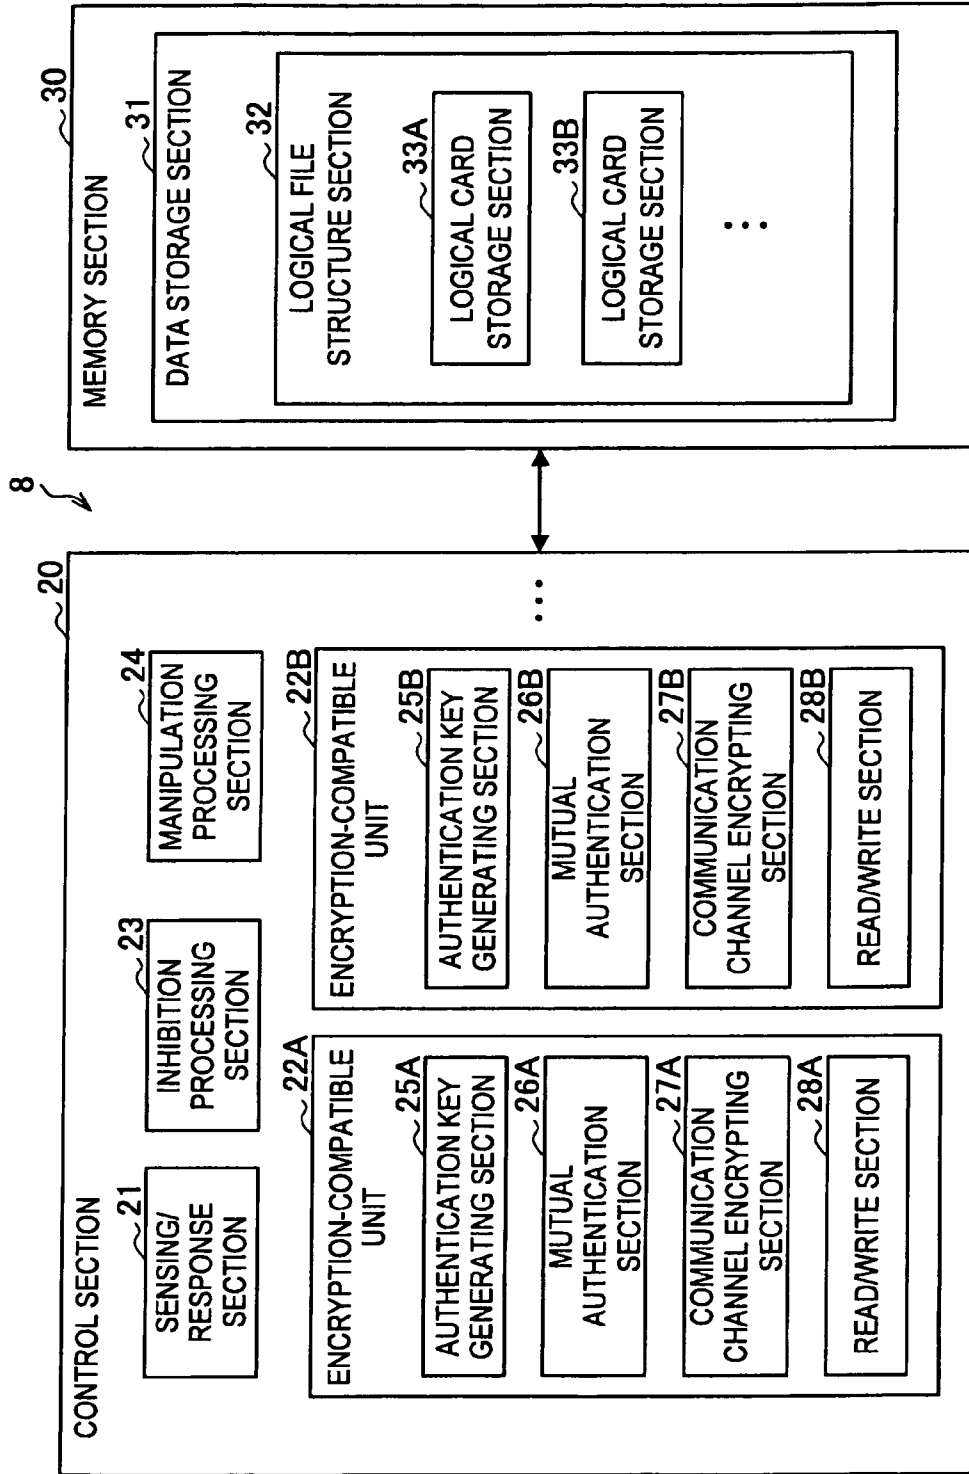 8
20
CONTROL SECTION
21
SENSING/
RESPONSE
SECTION
23
INHIBITION
PROCESSING
SECTION
24
MANIPULATION
PROCESSING
SECTION
22A
ENCRYPTION-COMPATIBLE
UNIT
25A
AUTHENTICATION KEY
GENERATING SECTION
26A
MUTUAL
AUTHENTICATION
SECTION
27A
COMMUNICATION
CHANNEL ENCRYPTING
SECTION
28A
READ/WRITE SECTION
22B
ENCRYPTION-COMPATIBLE
UNIT
25B
AUTHENTICATION KEY
GENERATING SECTION
26B
MUTUAL
AUTHENTICATION
SECTION
27B
COMMUNICATION
CHANNEL ENCRYPTING
SECTION
28B
READ/WRITE SECTION
...
30
MEMORY SECTION
31
DATA STORAGE SECTION
32
LOGICAL FILE
STRUCTURE SECTION
33A
LOGICAL CARD
STORAGE SECTION
33B
LOGICAL CARD
STORAGE SECTION
...